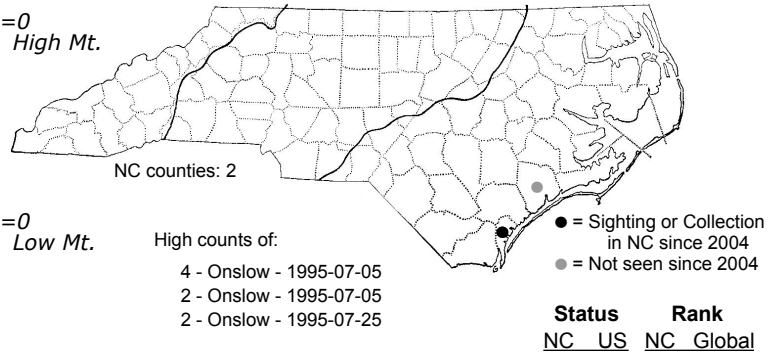 =0
High Mt.
NC counties: 2
=0
Low Mt.
High counts of:
4 - Onslow - 1995-07-05
2 - Onslow - 1995-07-05
2 - Onslow - 1995-07-25
= Sighting or Collection
in NC since 2004
= Not seen since 2004
Status Rank
NC US NC Global